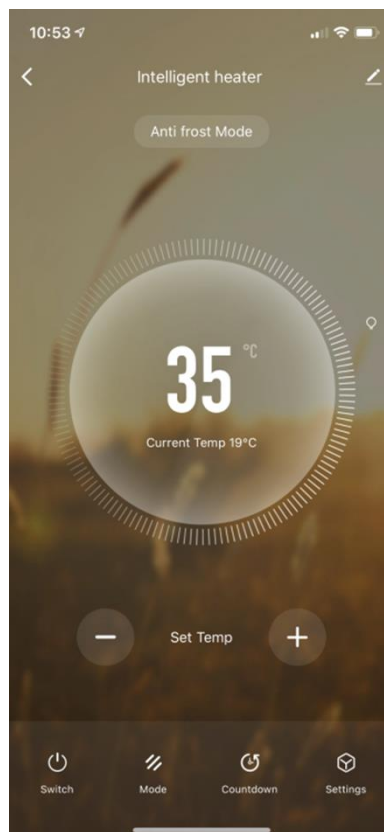 10:53
Intelligent heater
Anti frost Mode
35 °C
Current Temp 19°C
Set Temp
Switch Mode Countdown Settings